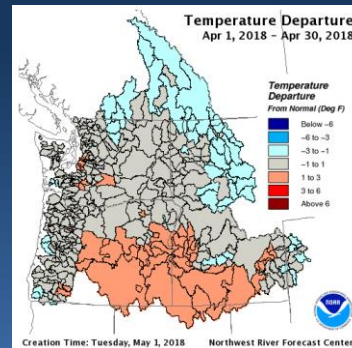 Temperature Departure
Apr 1, 2018 - Apr 30, 2018
Temperature
Departure
From Normal (Deg F)
Below -6
-6 to -3
-3 to -1
-1 to 1
1 to 3
3 to 6
Above 6
NOAA
Creation Time: Tuesday, May 1, 2018
Northwest River Forecast Center